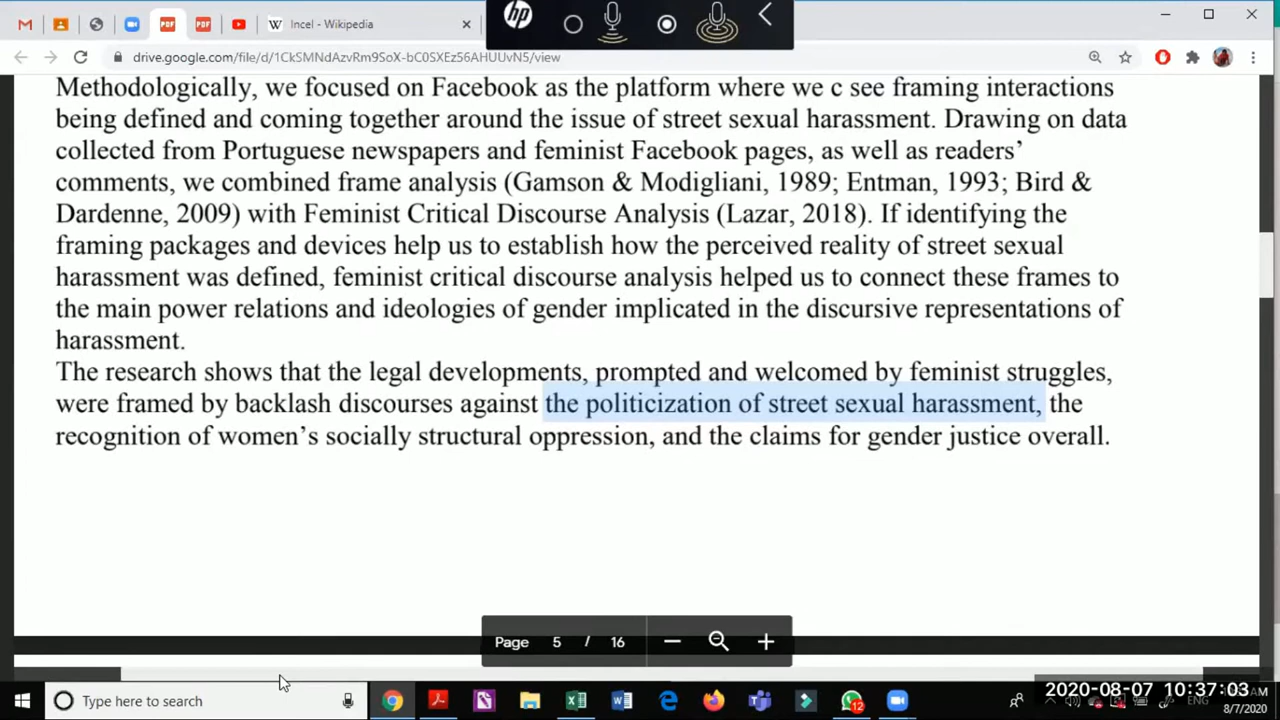 Incel - Wikipedia
hp
drive.google.com/file/d/1CkSMNdAzvRm9SoX-bC0SXEz56AHUUvN5/view
Methodologically, we focused on Facebook as the platform where we c see framing interactions
being defined and coming together around the issue of street sexual harassment. Drawing on data
collected from Portuguese newspapers and feminist Facebook pages, as well as readers’
comments, we combined frame analysis (Gamson & Modigliani, 1989; Entman, 1993; Bird &
Dardenne, 2009) with Feminist Critical Discourse Analysis (Lazar, 2018). If identifying the
framing packages and devices help us to establish how the perceived reality of street sexual
harassment was defined, feminist critical discourse analysis helped us to connect these frames to
the main power relations and ideologies of gender implicated in the discursive representations of
harassment.
The research shows that the legal developments, prompted and welcomed by feminist struggles,
were framed by backlash discourses against the politicization of street sexual harassment, the
recognition of women’s socially structural oppression, and the claims for gender justice overall.
Page 5 / 16
Type here to search
12
ENG
2020-08-07 10:37:03 AM
8/7/2020